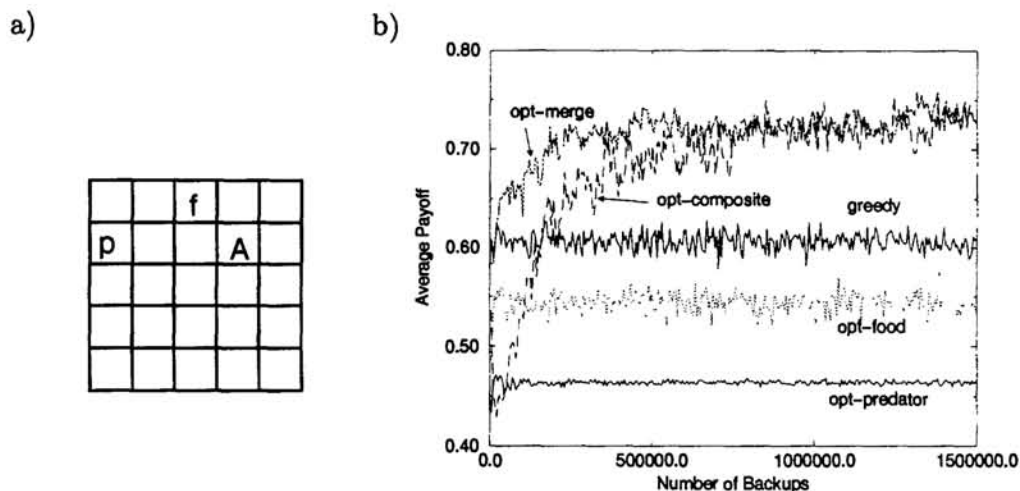 a)
f
p A
b)
Average Payoff
0.80
0.70
0.60
0.50
0.40
opt-merge
opt-composite
greedy
opt-food
opt-predator
0.0 500000.0 1000000.0 1500000.0
Number of Backups